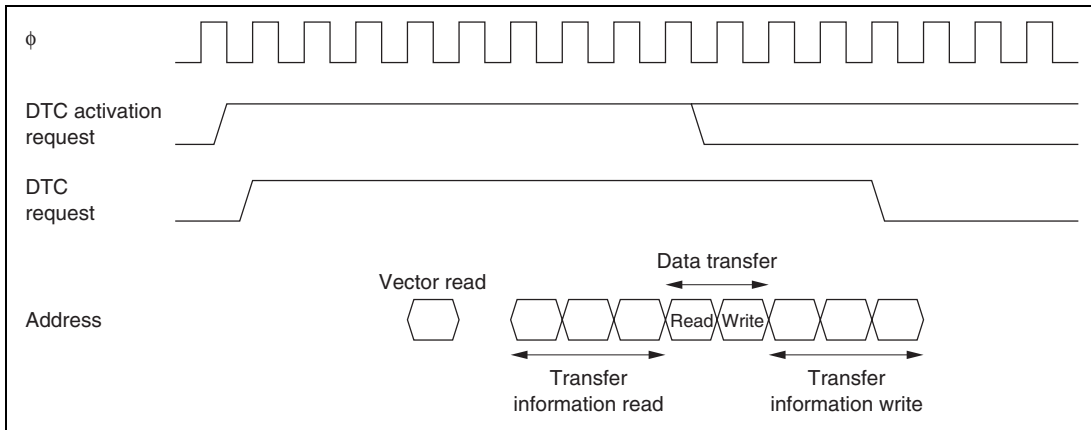 ϕ
DTC activation
request
DTC
request
Data transfer
Vector read
Address
Read Write
Transfer
information read
Transfer
information write